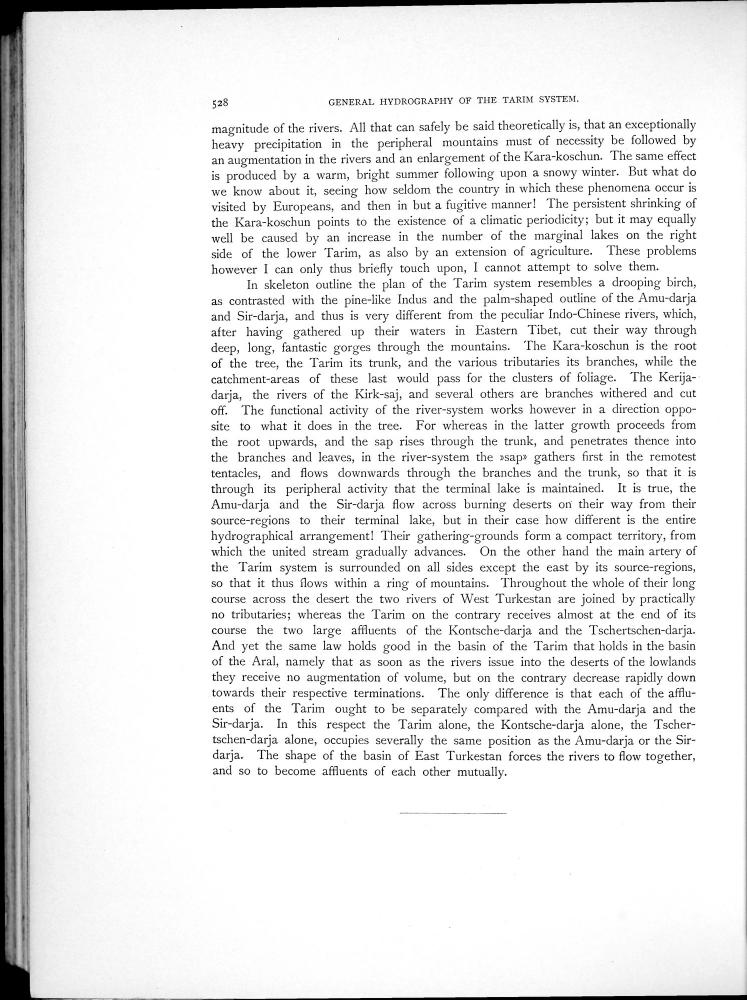 528
GENERAL HYDROGRAPHY OF THE TARIM SYSTEM.
magnitude of the rivers. All that can safely be said theoretically is, that an exceptionally
heavy precipitation in the peripheral mountains must of necessity be followed by
an augmentation in the rivers and an enlargement of the Kara-koschun. The same effect
is produced by a warm, bright summer following upon a snowy winter. But what do
we know about it, seeing how seldom the country in which these phenomena occur is
visited by Europeans, and then in but a fugitive manner! The persistent shrinking of
the Kara-koschun points to the existence of a climatic periodicity; but it may equally
well be caused by an increase in the number of the marginal lakes on the right
side of the lower Tarim, as also by an extension of agriculture. These problems
however I can only thus briefly touch upon, I cannot attempt to solve them.
In skeleton outline the plan of the Tarim system resembles a drooping birch,
as contrasted with the pine-like Indus and the palm-shaped outline of the Amu-darja
and Sir-darja, and thus is very different from the peculiar Indo-Chinese rivers, which,
after having gathered up their waters in Eastern Tibet, cut their way through
deep, long, fantastic gorges through the mountains. The Kara-koschun is the root
of the tree, the Tarim its trunk, and the various tributaries its branches, while the
catchment-areas of these last would pass for the clusters of foliage. The Kerija-
darja, the rivers of the Kirk-saj, and several others are branches withered and cut
off. The functional activity of the river-system works however in a direction oppo-
site to what it does in the tree. For whereas in the latter growth proceeds from
the root upwards, and the sap rises through the trunk, and penetrates thence into
the branches and leaves, in the river-system the »sap» gathers first in the remotest
tentacles, and flows downwards through the branches and the trunk, so that it is
through its peripheral activity that the terminal lake is maintained. It is true, the
Amu-darja and the Sir-darja flow across burning deserts on their way from their
source-regions to their terminal lake, but in their case how different is the entire
hydrographical arrangement! Their gathering-grounds form a compact territory, from
which the united stream gradually advances. On the other hand the main artery of
the Tarim system is surrounded on all sides except the east by its source-regions,
so that it thus flows within a ring of mountains. Throughout the whole of their long
course across the desert the two rivers of West Turkestan are joined by practically
no tributaries; whereas the Tarim on the contrary receives almost at the end of its
course the two large affluents of the Kontsche-darja and the Tschertschen-darja.
And yet the same law holds good in the basin of the Tarim that holds in the basin
of the Aral, namely that as soon as the rivers issue into the deserts of the lowlands
they receive no augmentation of volume, but on the contrary decrease rapidly down
towards their respective terminations. The only difference is that each of the afflu-
ents of the Tarim ought to be separately compared with the Amu-darja and the
Sir-darja. In this respect the Tarim alone, the Kontsche-darja alone, the Tscher-
tschen-darja alone, occupies severally the same position as the Amu-darja or the Sir-
darja. The shape of the basin of East Turkestan forces the rivers to flow together,
and so to become affluents of each other mutually.